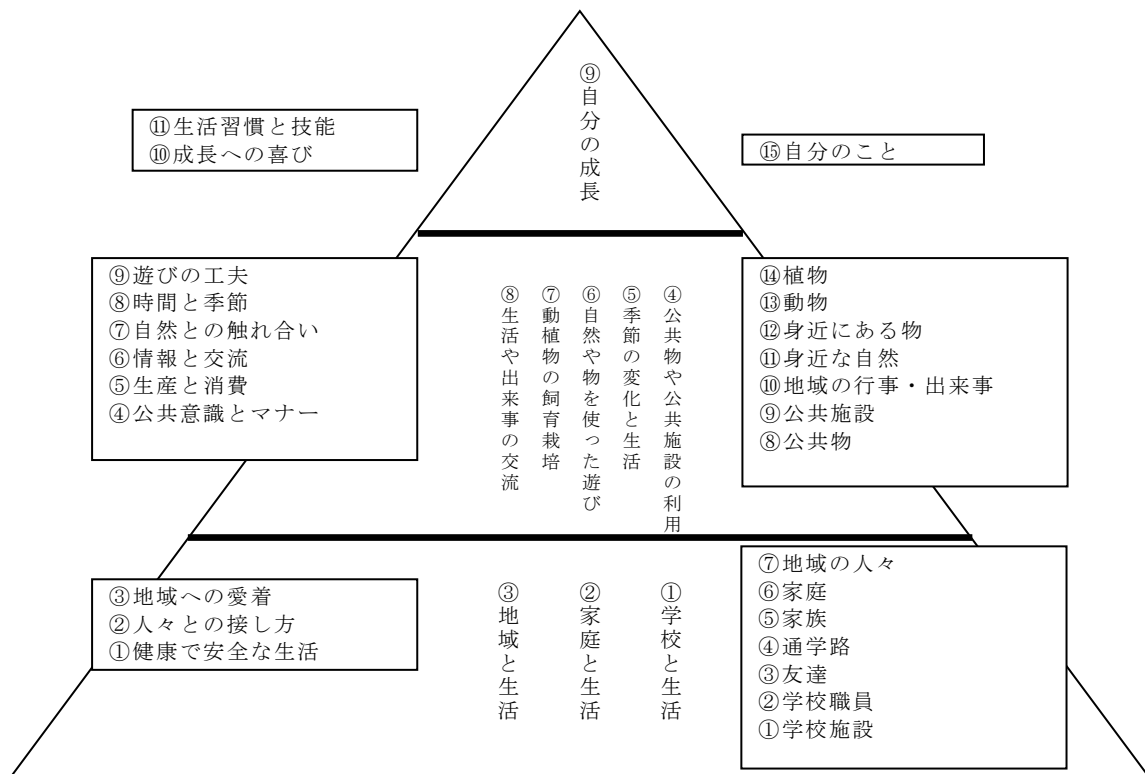 ⑨自分の成長
⑪生活習慣と技能
⑩成長への喜び
⑮自分のこと
⑨遊びの工夫
⑧時間と季節
⑦自然との触れ合い
⑥情報と交流
⑤生産と消費
④公共意識とマナー
④公共物や公共施設の利用
⑤季節の変化と生活
⑥自然や物を使った遊び
⑦動植物の飼育栽培
⑧生活や出来事の交流
⑭植物
⑬動物
⑫身近にある物
⑪身近な自然
⑩地域の行事・出来事
⑨公共施設
⑧公共物
③地域への愛着
②人々との接し方
①健康で安全な生活
①学校と生活
②家庭と生活
③地域と生活
⑦地域の人々
⑥家庭
⑤家族
④通学路
③友達
②学校職員
①学校施設